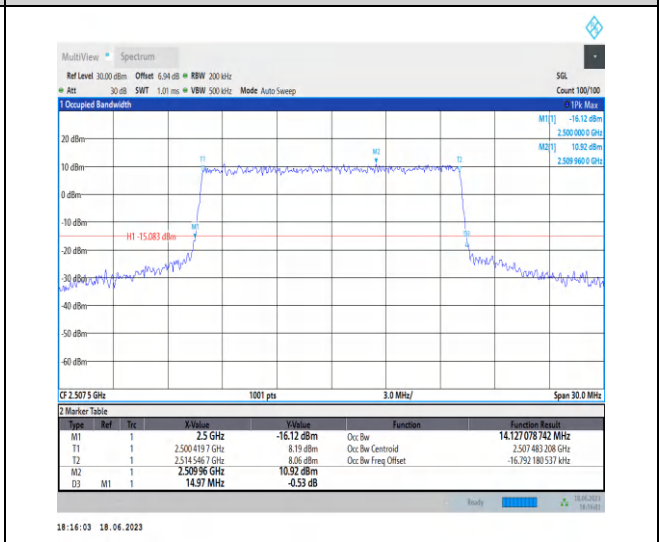 MultiView Spectrum
Ref Level 30.00 dBm Offset 6.94 dB RBW 200 kHz SGL
Att 30 dB SWT 1.01 ms VBW 500 kHz Mode Auto Sweep Count 100/100
1 Occupied Bandwidth 1Pk Max
M1[1] -16.12 dBm
2.500 000 0 GHz
M2[1] 10.92 dBm
2.509 960 0 GHz
20 dBm
M2
T1 T2
10 dBm
0 dBm
-10 dBm
M1
H1 -15.083 dBm
D3
-20 dBm
-30 dBm
-40 dBm
-50 dBm
-60 dBm
CF 2.507 5 GHz 1001 pts 3.0 MHz/ Span 30.0 MHz
2 Marker Table
Type Ref Trc X-Value Y-Value Function Function Result
M1 1 2.5 GHz -16.12 dBm Occ Bw 14.127 078 742 MHz
T1 1 2.500 419 7 GHz 8.19 dBm Occ Bw Centroid 2.507 483 208 GHz
T2 1 2.514 546 7 GHz 8.06 dBm Occ Bw Freq Offset -16.792 180 537 kHz
M2 1 2.509 96 GHz 10.92 dBm
D3 M1 1 14.97 MHz -0.53 dB
Ready 18.06.2023
18:16:03
18:16:03 18.06.2023